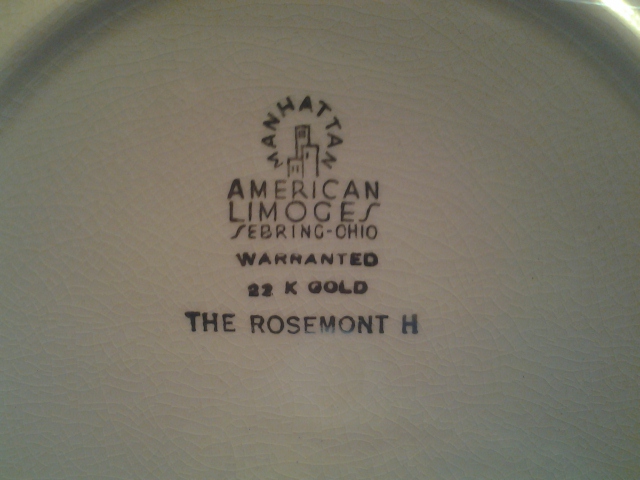 MANHATTAN
AMERICAN
LIMOGES
SEBRING-OHIO
WARRANTED
22 K GOLD
THE ROSEMONT H